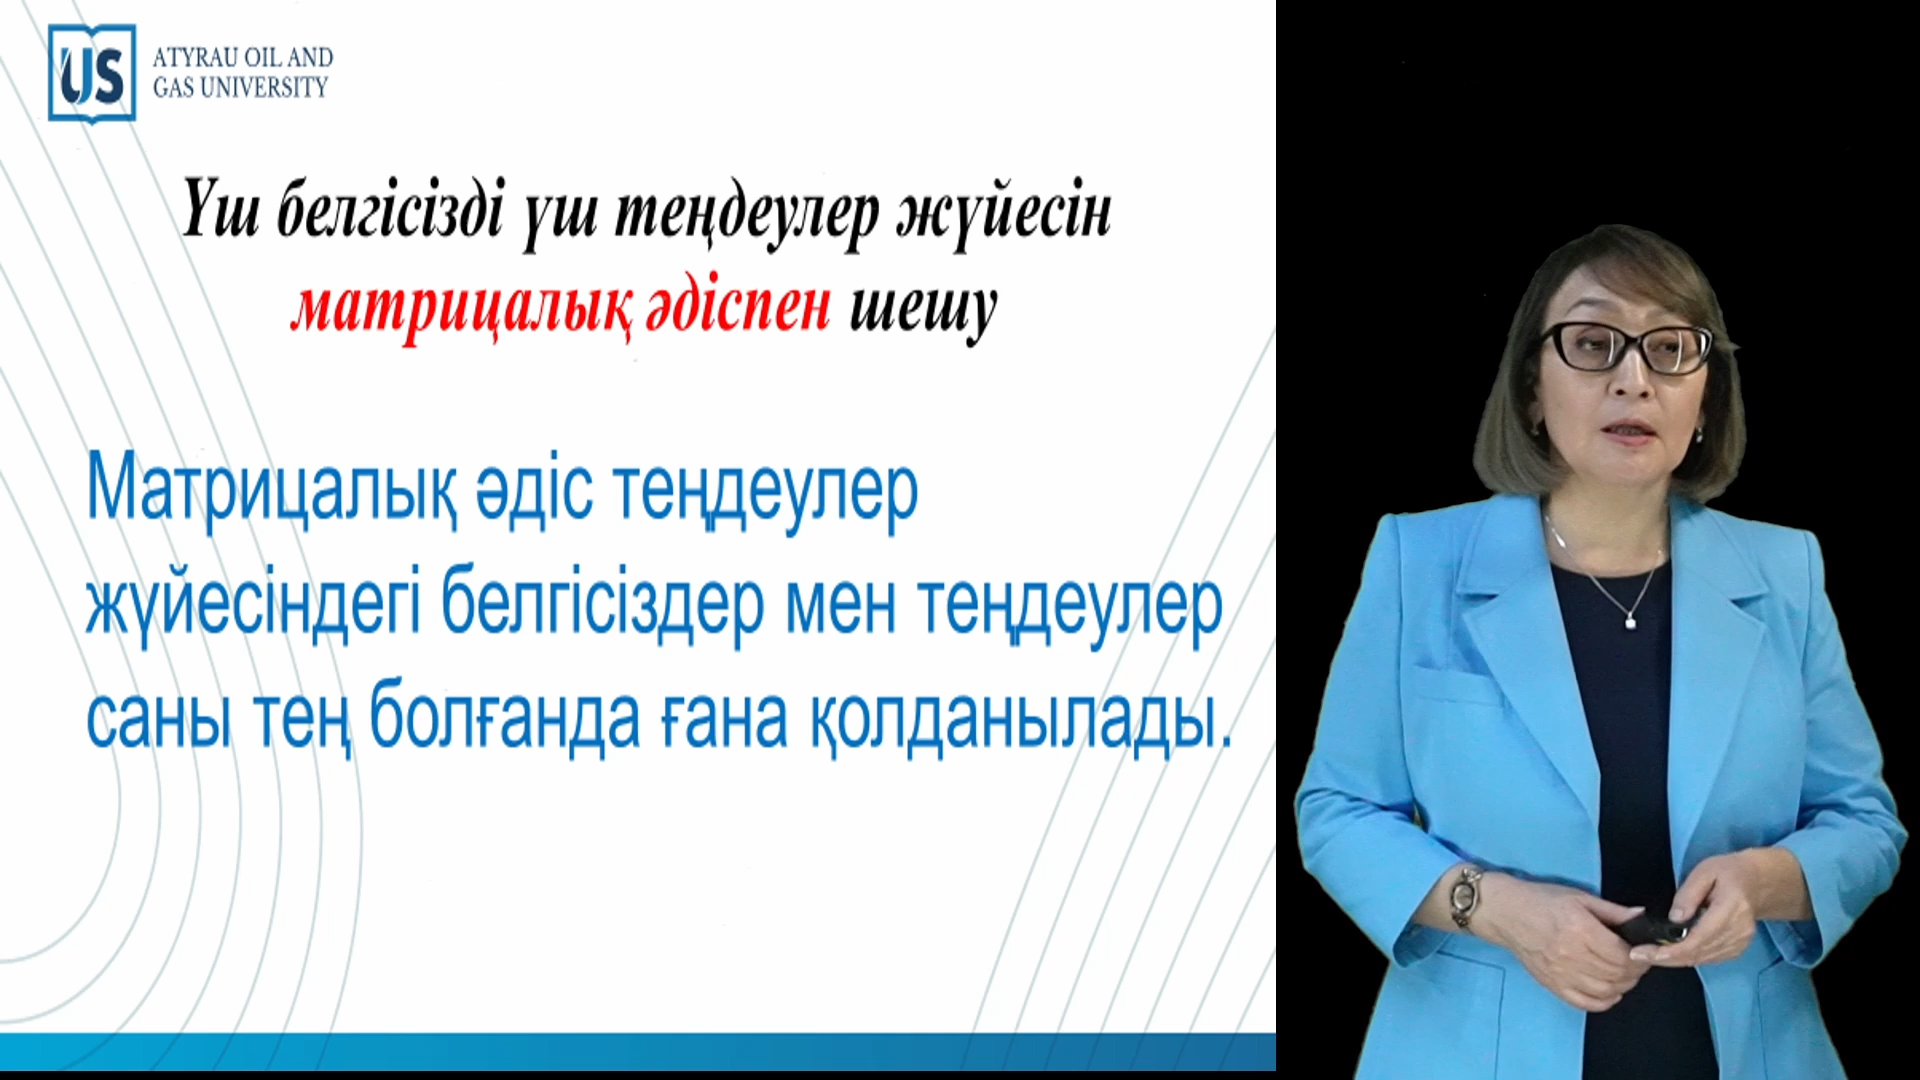 US
ATYRAU OIL AND
GAS UNIVERSITY
Үш белгісізді үш теңдеулер жүйесін
матрицалық әдіспен шешу
Матрицалық әдіс теңдеулер
жүйесіндегі белгісіздер мен теңдеулер
саны тең болғанда ғана қолданылады.